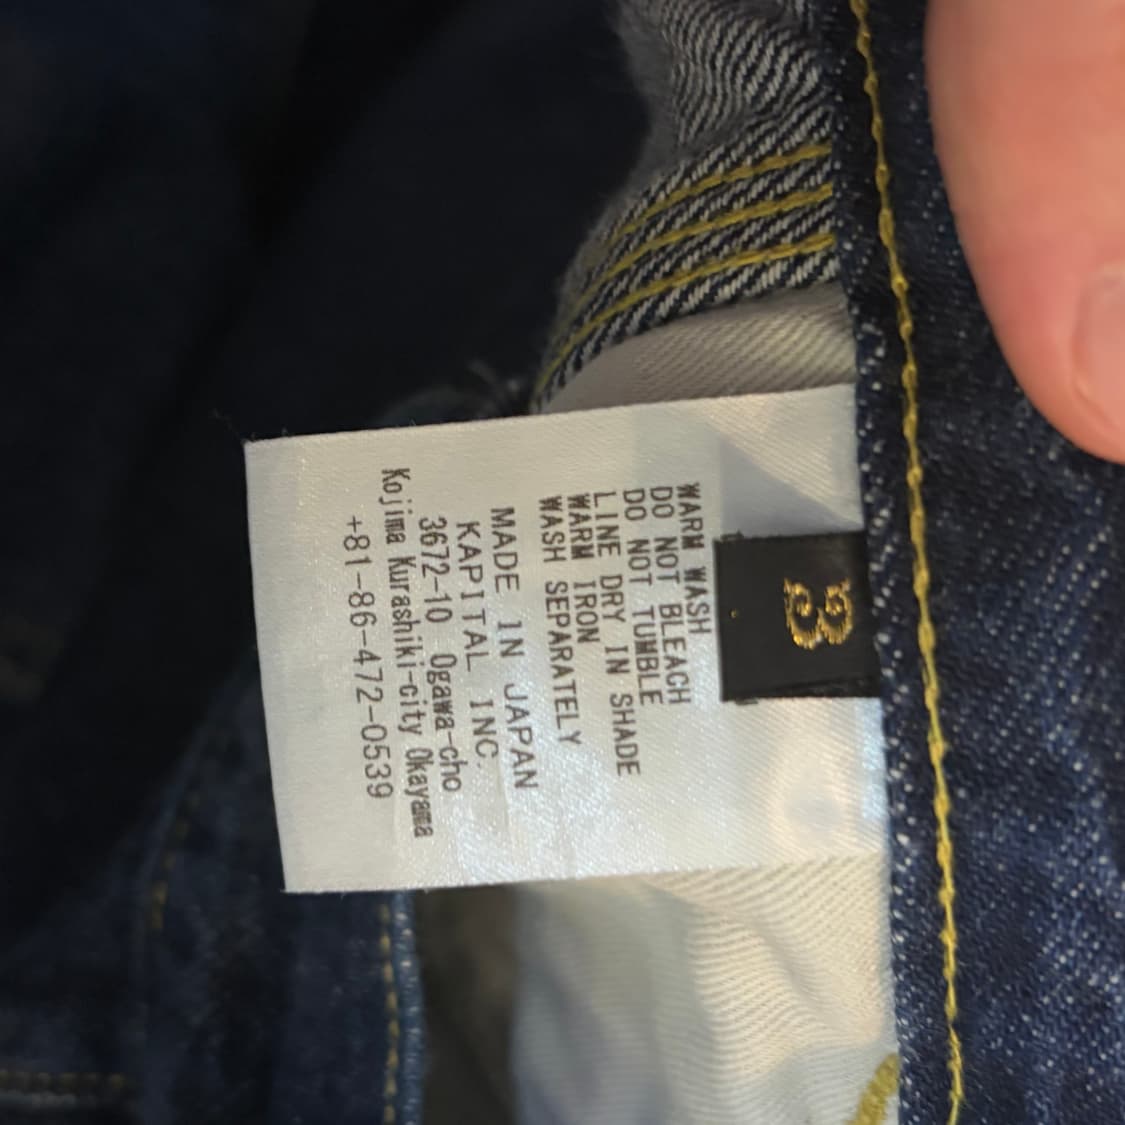 3
WARM WASH
DO NOT BLEACH
DO NOT TUMBLE
LINE DRY IN SHADE
WARM IRON
WASH SEPARATELY
MADE IN JAPAN
KAPITAL INC.
3672-10 Ogawa-cho
Kojima Kurashiki-city Okayama
+81-86-472-0539